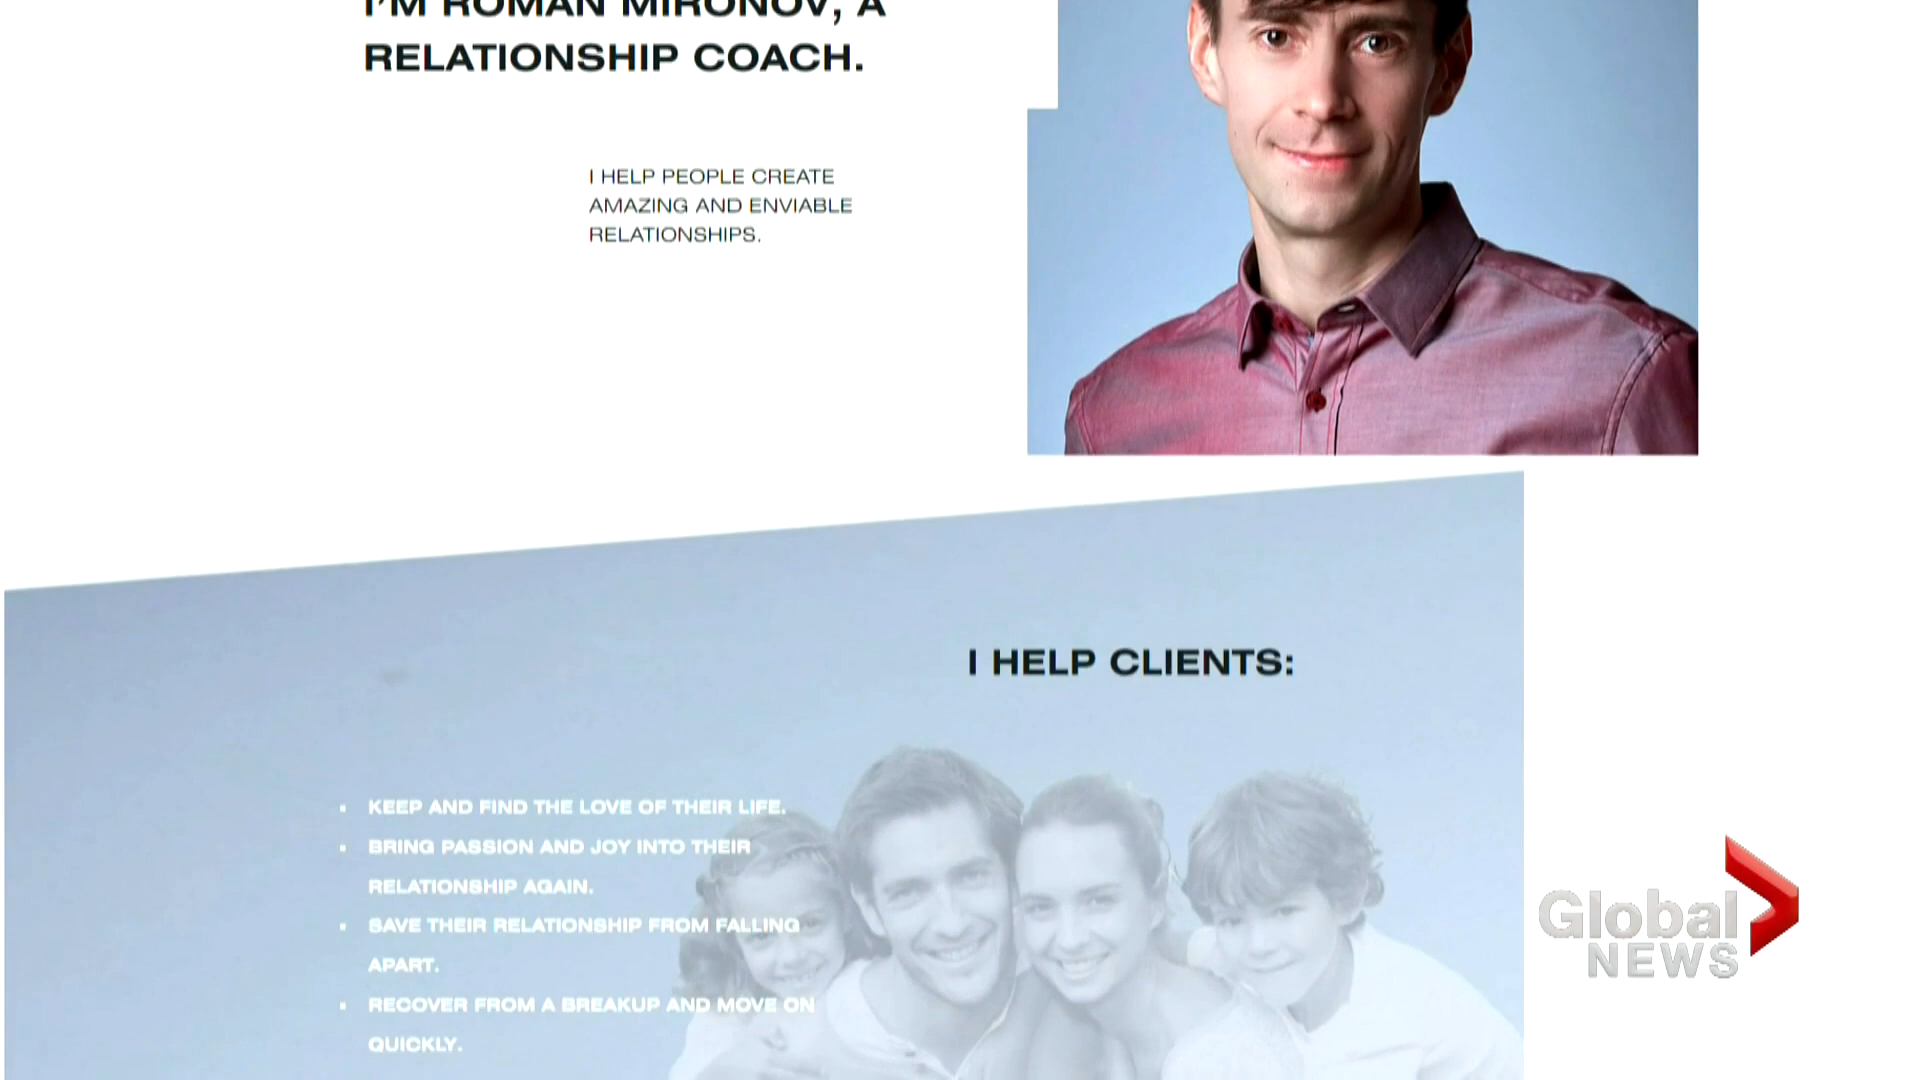 I'M ROMAN MIRONOV, A
RELATIONSHIP COACH.
I HELP PEOPLE CREATE
AMAZING AND ENVIABLE
RELATIONSHIPS.
I HELP CLIENTS:
KEEP AND FIND THE LOVE OF THEIR LIFE.
BRING PASSION AND JOY INTO THEIR
RELATIONSHIP AGAIN.
SAVE THEIR RELATIONSHIP FROM FALLING
APART.
RECOVER FROM A BREAKUP AND MOVE ON
QUICKLY.
Global
NEWS